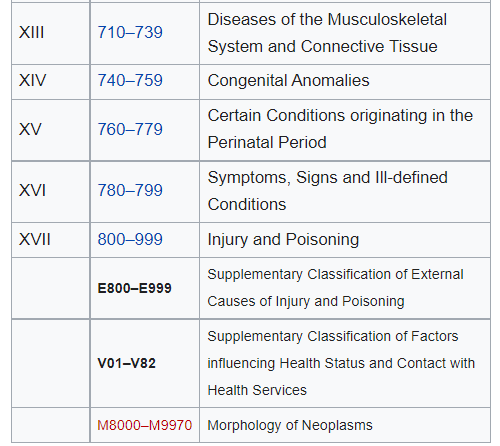 XIII 710–739 Diseases of the Musculoskeletal
System and Connective Tissue
XIV 740–759 Congenital Anomalies
XV 760–779 Certain Conditions originating in the
Perinatal Period
XVI 780–799 Symptoms, Signs and Ill-defined
Conditions
XVII 800–999 Injury and Poisoning
E800–E999 Supplementary Classification of External
Causes of Injury and Poisoning
V01–V82 Supplementary Classification of Factors
influencing Health Status and Contact with
Health Services
M8000–M9970 Morphology of Neoplasms